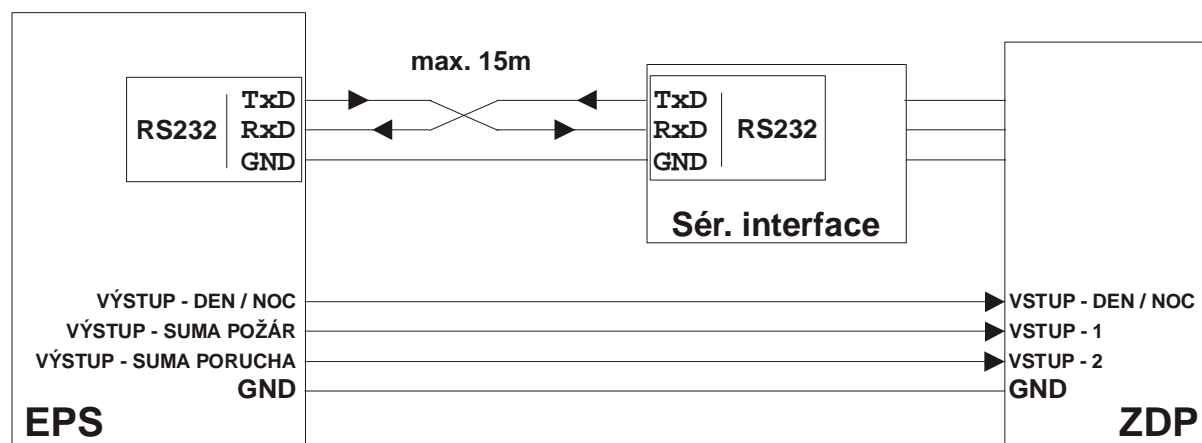 max. 15m
RS232
TxD
RxD
GND
TxD
RxD
GND
RS232
Sér. interface
VÝSTUP - DEN / NOC
VSTUP - DEN / NOC
VÝSTUP - SUMA POŽÁR
VSTUP - 1
VÝSTUP - SUMA PORUCHA
VSTUP - 2
GND
GND
EPS
ZDP